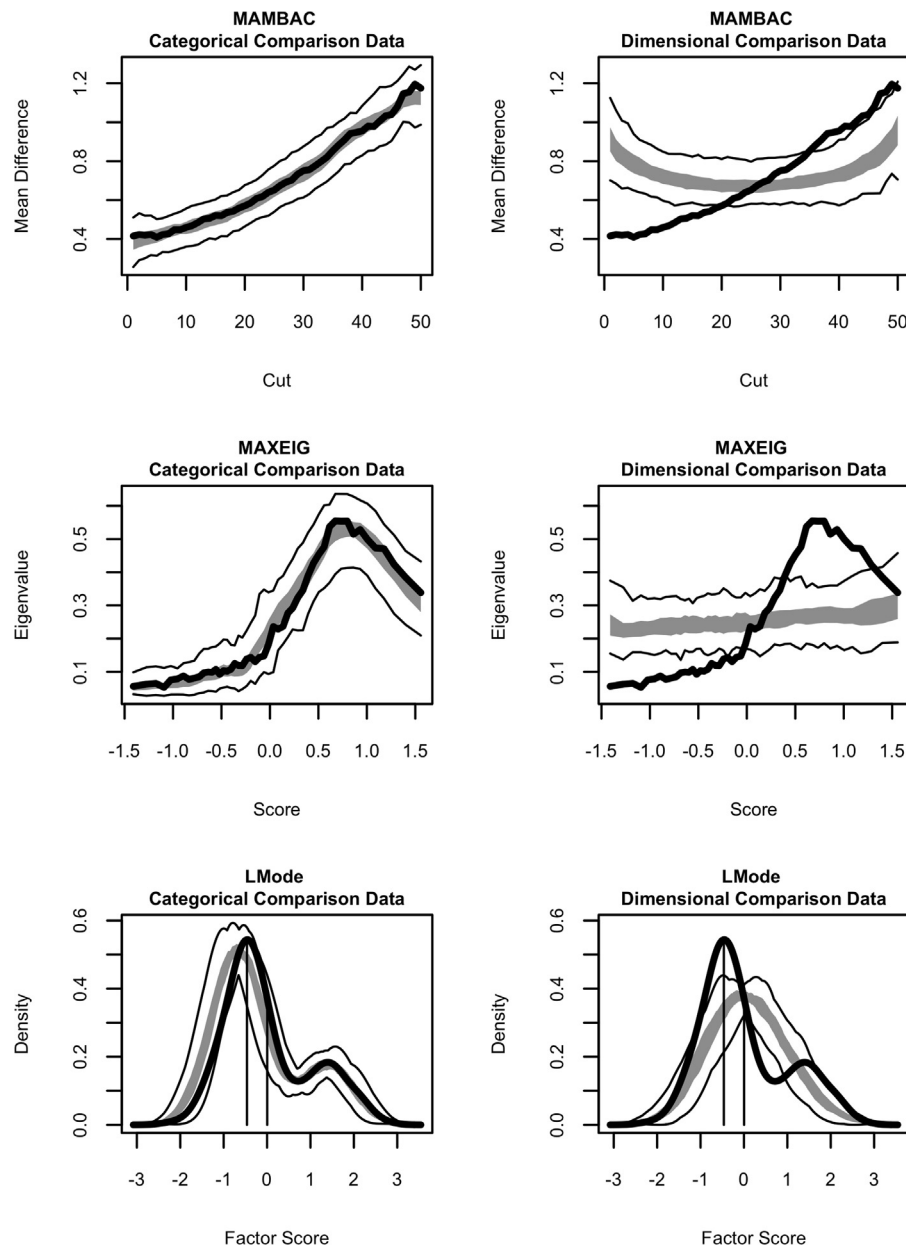 MAMBAC
Categorical Comparison Data
Mean Difference
0.4 0.8 1.2
0 10 20 30 40 50
Cut
MAMBAC
Dimensional Comparison Data
Mean Difference
0.4 0.8 1.2
0 10 20 30 40 50
Cut
MAXEIG
Categorical Comparison Data
Eigenvalue
0.1 0.3 0.5
-1.5 -1.0 -0.5 0.0 0.5 1.0 1.5
Score
MAXEIG
Dimensional Comparison Data
Eigenvalue
0.1 0.3 0.5
-1.5 -1.0 -0.5 0.0 0.5 1.0 1.5
Score
LMode
Categorical Comparison Data
Density
0.0 0.2 0.4 0.6
-3 -2 -1 0 1 2 3
Factor Score
LMode
Dimensional Comparison Data
Density
0.0 0.2 0.4 0.6
-3 -2 -1 0 1 2 3
Factor Score